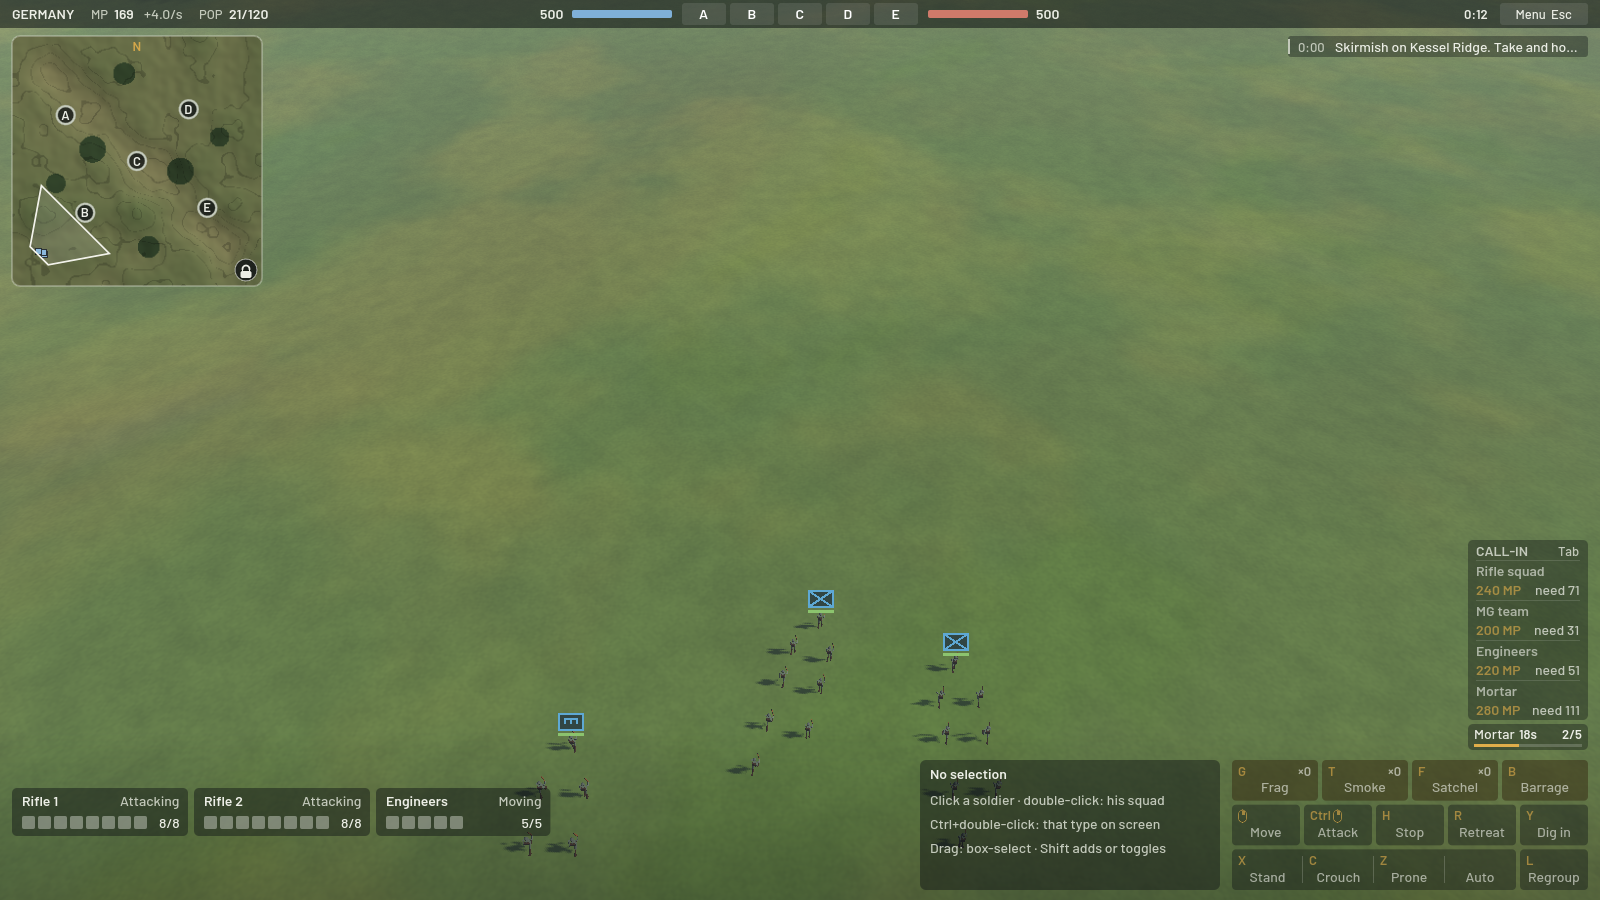 GERMANY MP 169 +4.0/s POP 21/120 500 A B C D E 500 0:12 Menu Esc
0:00 Skirmish on Kessel Ridge. Take and ho...
N
A
D
C
B
E
CALL-IN Tab
Rifle squad
240 MP need 71
MG team
200 MP need 31
Engineers
220 MP need 51
Mortar
280 MP need 111
Mortar 18s 2/5
Rifle 1 Attacking
8/8
Rifle 2 Attacking
8/8
Engineers Moving
5/5
No selection
Click a soldier · double-click: his squad
Ctrl+double-click: that type on screen
Drag: box-select · Shift adds or toggles
G ×0 Frag
T ×0 Smoke
F ×0 Satchel
B Barrage
Move
Ctrl Attack
H Stop
R Retreat
Y Dig in
X Stand
C Crouch
Z Prone
Auto
L Regroup